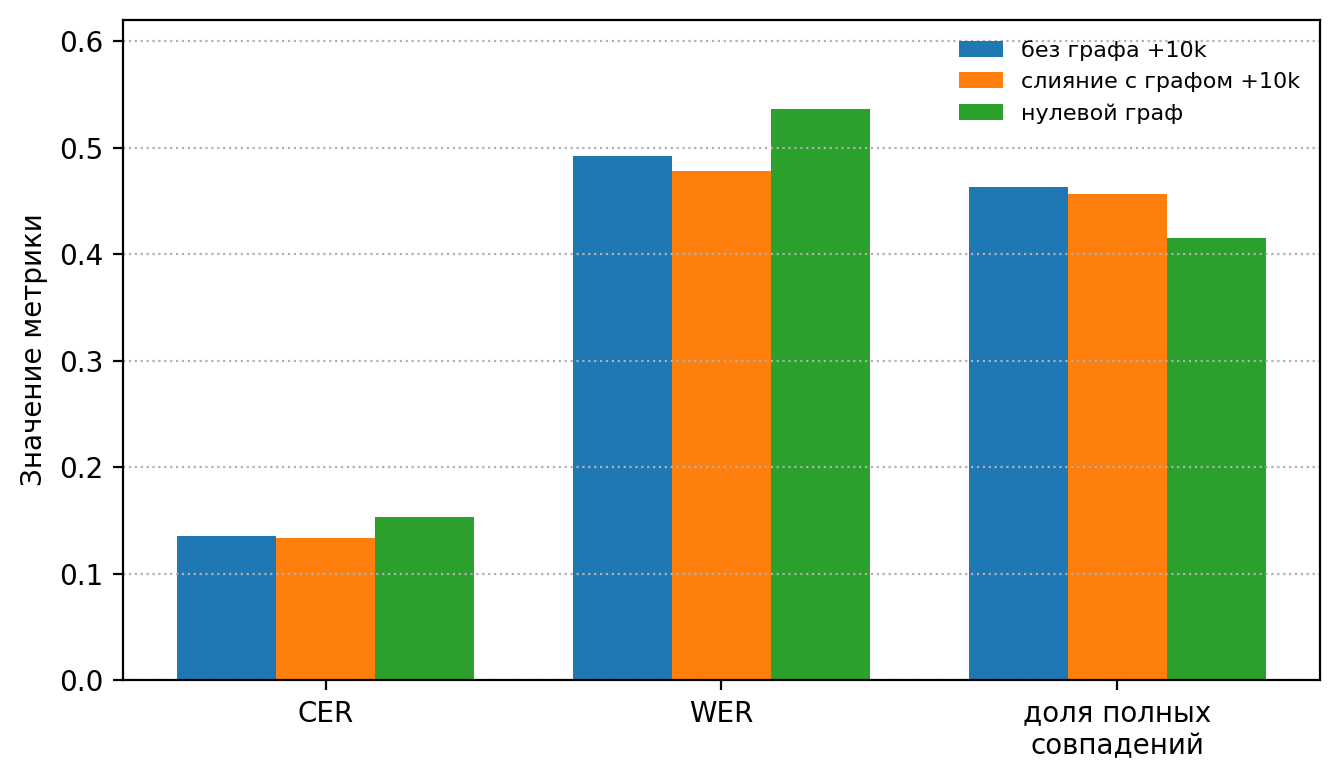 Значение метрики
0.6
0.5
0.4
0.3
0.2
0.1
0.0
без графа +10k
слияние с графом +10k
нулевой граф
CER
WER
доля полных
совпадений